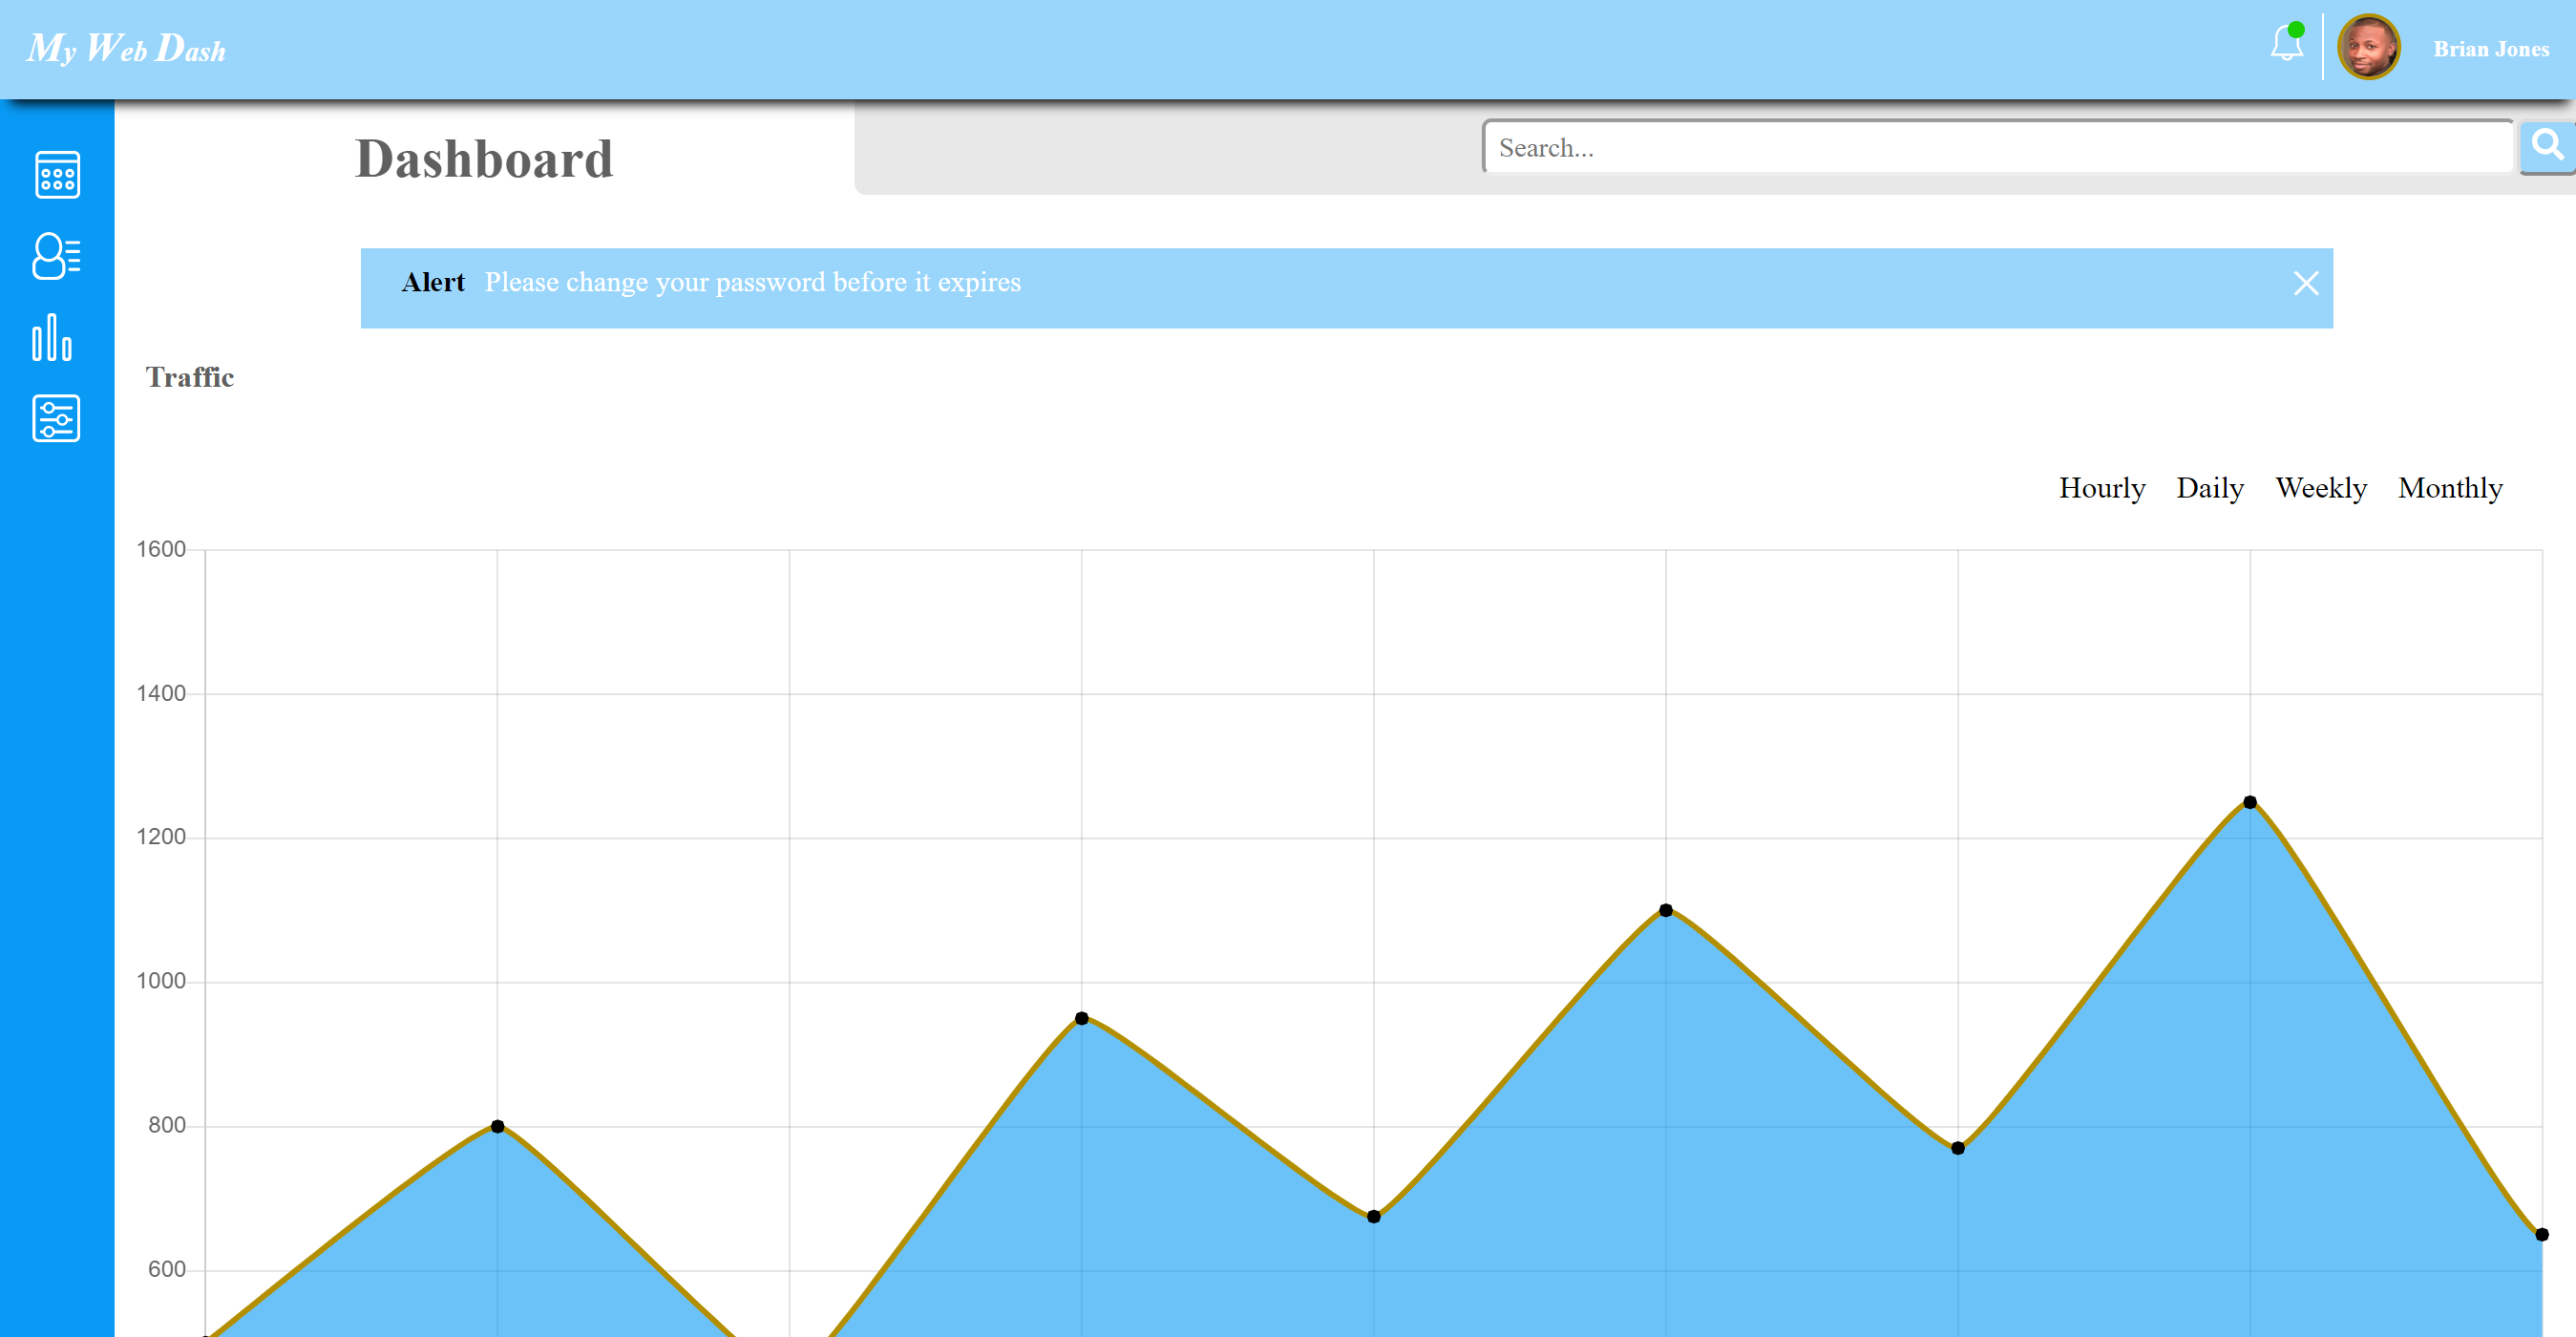 My Web Dash
Brian Jones
Dashboard
Search...
Alert Please change your password before it expires
Traffic
Hourly Daily Weekly Monthly
1600
1400
1200
1000
800
600